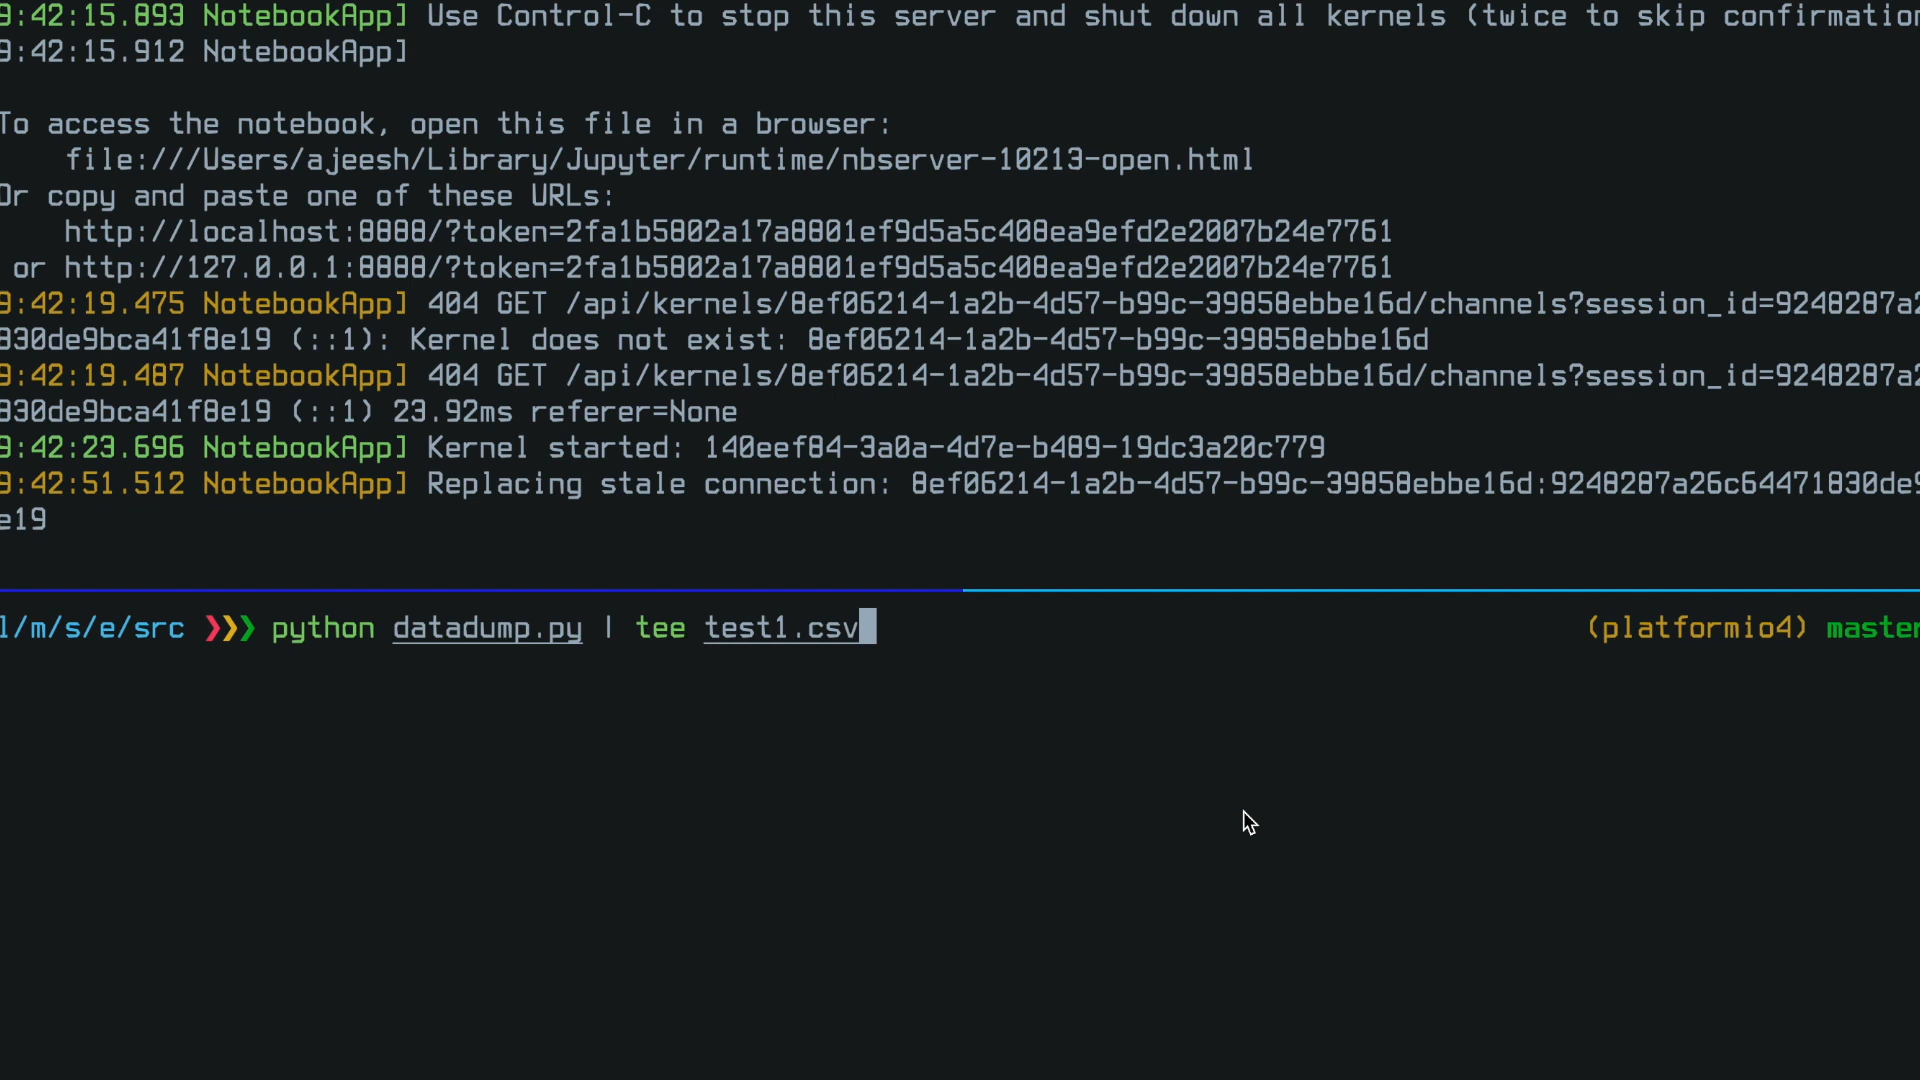 9:42:15.893 NotebookApp] Use Control-C to stop this server and shut down all kernels (twice to skip confirmation
9:42:15.912 NotebookApp]
To access the notebook, open this file in a browser:
file:///Users/ajeesh/Library/Jupyter/runtime/nbserver-10213-open.html
Or copy and paste one of these URLs:
http://localhost:8888/?token=2fa1b5802a17a8801ef9d5a5c408ea9efd2e2007b24e7761
or http://127.0.0.1:8888/?token=2fa1b5802a17a8801ef9d5a5c408ea9efd2e2007b24e7761
9:42:19.475 NotebookApp] 404 GET /api/kernels/8ef06214-1a2b-4d57-b99c-39858ebbe16d/channels?session_id=9248287a2
830de9bca41f8e19 (::1): Kernel does not exist: 8ef06214-1a2b-4d57-b99c-39858ebbe16d
9:42:19.487 NotebookApp] 404 GET /api/kernels/8ef06214-1a2b-4d57-b99c-39858ebbe16d/channels?session_id=9248287a2
830de9bca41f8e19 (::1) 23.92ms referer=None
9:42:23.696 NotebookApp] Kernel started: 140eef84-3a0a-4d7e-b489-19dc3a20c779
9:42:51.512 NotebookApp] Replacing stale connection: 8ef06214-1a2b-4d57-b99c-39858ebbe16d:9248287a26c64471830de9
e19
l/m/s/e/src ❯❯❯ python datadump.py | tee test1.csv (platformio4) master